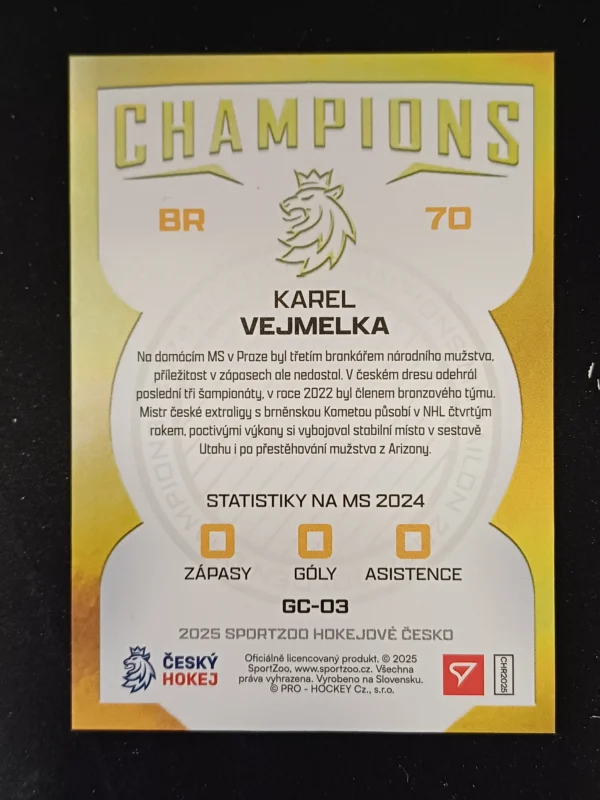 CHAMPIONS
BR 70
KAREL
VEJMELKA
Na domácím MS v Praze byl třetím brankářem národního mužstva,
příležitost v zápasech ale nedostal. V českém dresu odehrál
poslední tři šampionáty, v roce 2022 byl členem bronzového týmu.
Mistr české extraligy s brněnskou Kometou působí v NHL čtvrtým
rokem, poctivými výkony si vybojoval stabilní místo v sestavě
Utahu i po přestěhování mužstva z Arizony.
STATISTIKY NA MS 2024
0 0 0
ZÁPASY GÓLY ASISTENCE
GC-03
2025 SPORTZOO HOKEJOVÉ ČESKO
ČESKÝ
HOKEJ
Oficiálně licencovaný produkt. © 2025
SportZoo, www.sportzoo.cz. Všechna
práva vyhrazena. Vyrobeno na Slovensku.
© PRO - HOCKEY Cz., s.r.o.
CHR2025